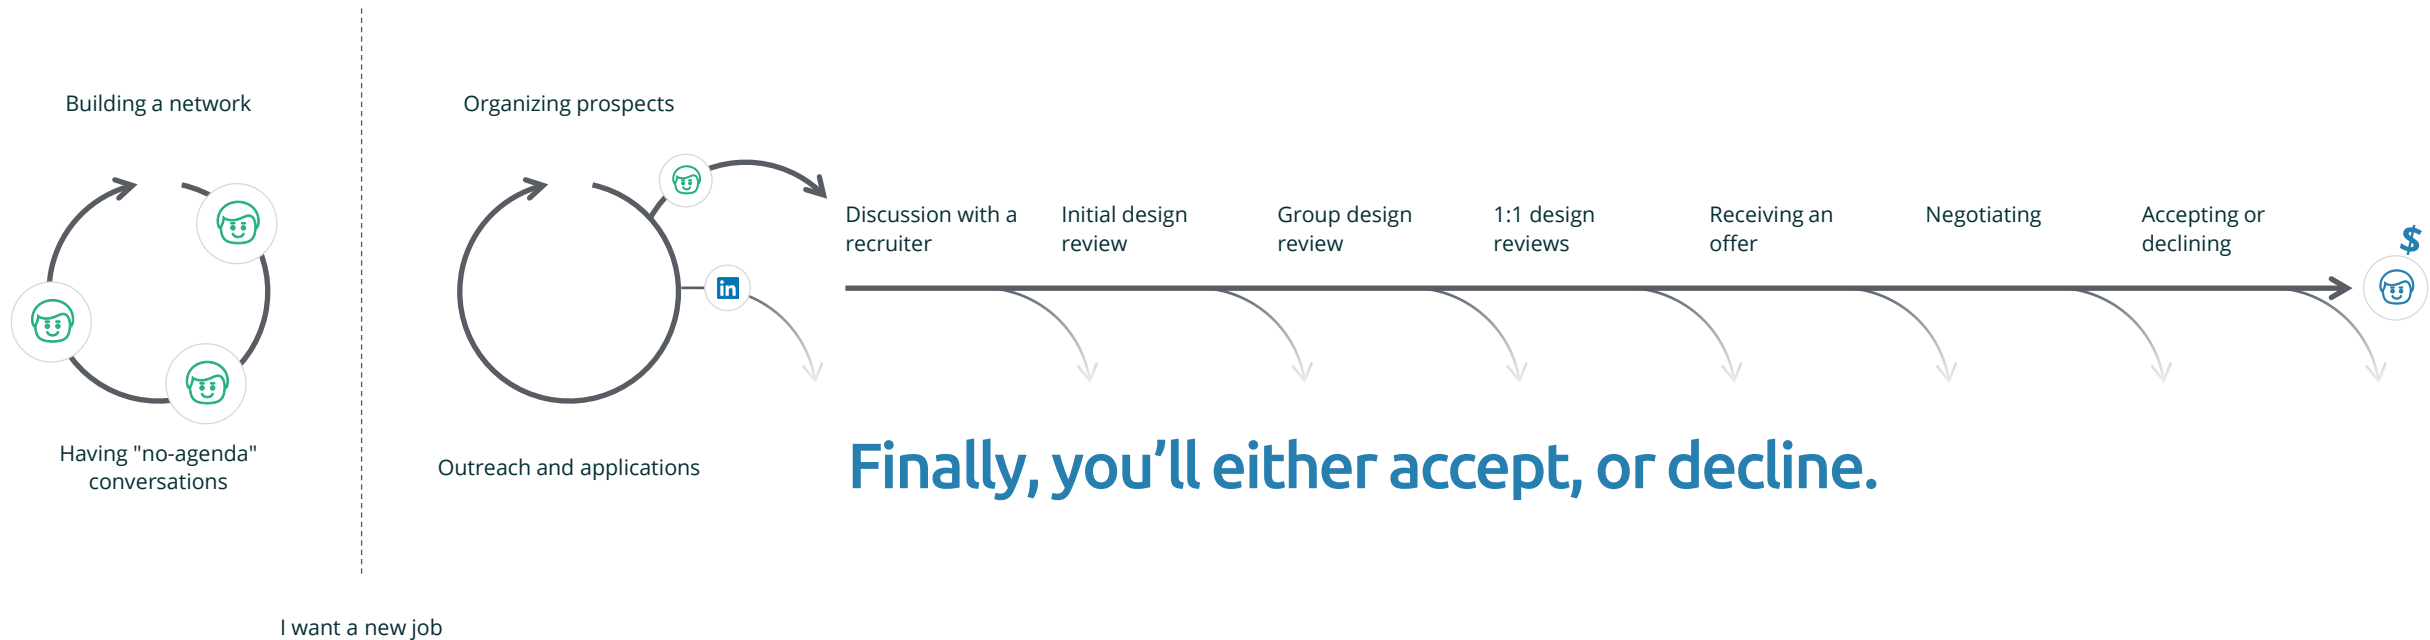 Building a network
Having "no-agenda"
conversations
I want a new job
Organizing prospects
in
Outreach and applications
Discussion with a
recruiter
Initial design
review
Group design
review
1:1 design
reviews
Receiving an
offer
Negotiating
Accepting or
declining
$
Finally, you’ll either accept, or decline.